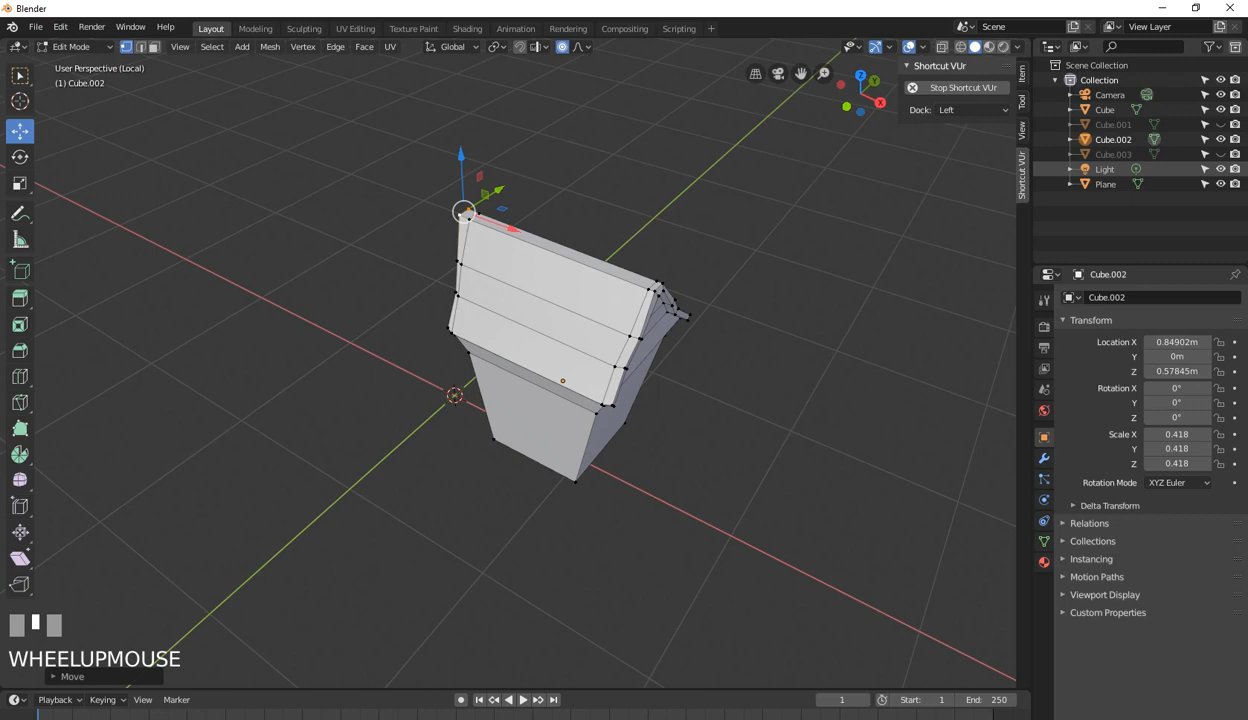 Blender
File Edit Render Window Help
Layout Modeling Sculpting UV Editing Texture Paint Shading Animation Rendering Compositing Scripting
Scene
View Layer
Edit Mode
View Select Add Mesh Vertex Edge Face UV
Global
User Perspective (Local)
(1) Cube.002
Z
Y
X
Shortcut VUr
Stop Shortcut VUr
Dock: Left
Item
Tool
View
Shortcut VUr
Scene Collection
Collection
Camera
Cube
Cube.001
Cube.002
Cube.003
Light
Plane
Cube.002
Cube.002
Transform
Location X 0.84902m
Y 0m
Z 0.57845m
Rotation X 0°
Y 0°
Z 0°
Scale X 0.418
Y 0.418
Z 0.418
Rotation Mode XYZ Euler
Delta Transform
Relations
Collections
Instancing
Motion Paths
Viewport Display
Custom Properties
WHEELUPMOUSE
Move
Playback Keying View Marker
1
Start: 1 End: 250